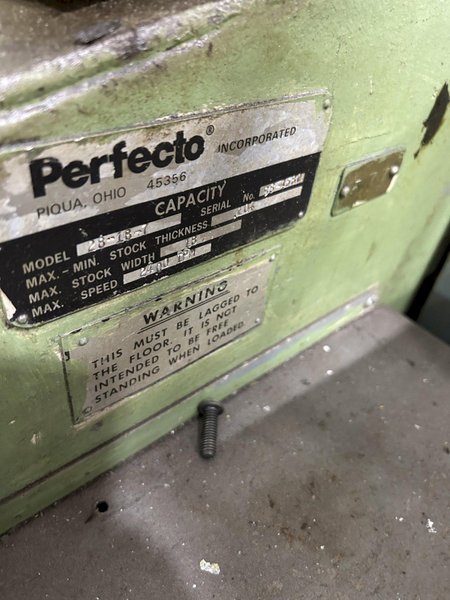 Perfecto® INCORPORATED
PIQUA, OHIO 45356
CAPACITY
MODEL SERIAL No.
MAX. - MIN. STOCK THICKNESS
MAX. STOCK WIDTH 18
MAX. SPEED
WARNING
THIS MUST BE LAGGED TO
THE FLOOR. IT IS NOT
INTENDED TO BE FREE
STANDING WHEN LOADED.